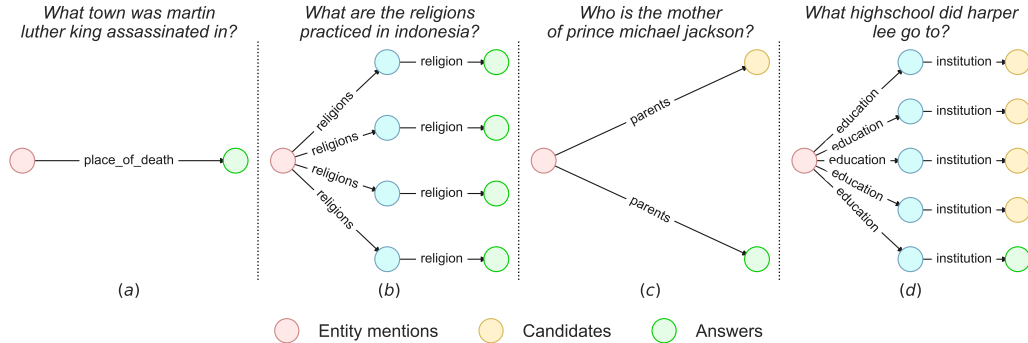 What town was martin
luther king assassinated in?
place_of_death
(a)
What are the religions
practiced in indonesia?
religions
religion
religions
religion
religions
religion
religions
religion
(b)
Who is the mother
of prince michael jackson?
parents
parents
(c)
What highschool did harper
lee go to?
education
institution
education
institution
education
institution
education
institution
education
institution
(d)
Entity mentions
Candidates
Answers